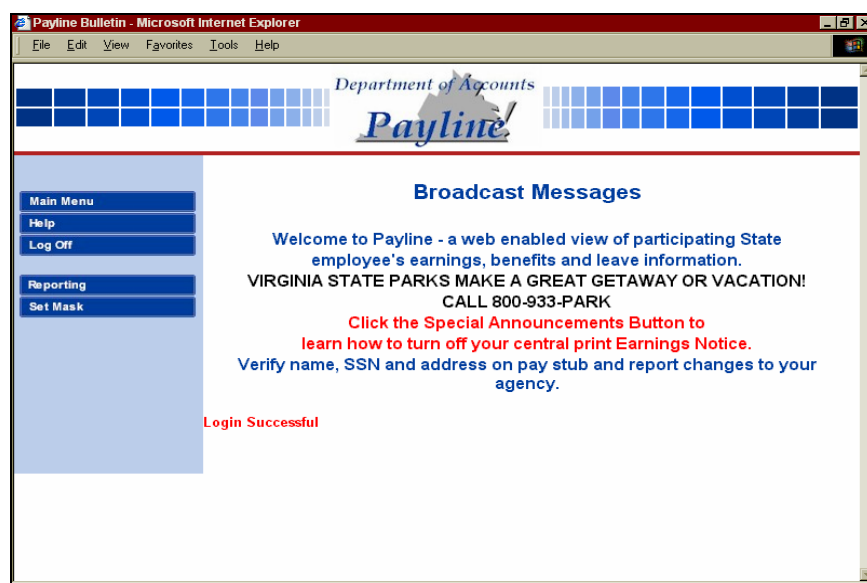 Payline Bulletin - Microsoft Internet Explorer
File Edit View Favorites Tools Help
Department of Accounts
Payline!
Main Menu
Help
Log Off
Reporting
Set Mask
Broadcast Messages
Welcome to Payline - a web enabled view of participating State
employee's earnings, benefits and leave information.
VIRGINIA STATE PARKS MAKE A GREAT GETAWAY OR VACATION!
CALL 800-933-PARK
Click the Special Announcements Button to
learn how to turn off your central print Earnings Notice.
Verify name, SSN and address on pay stub and report changes to your
agency.
Login Successful